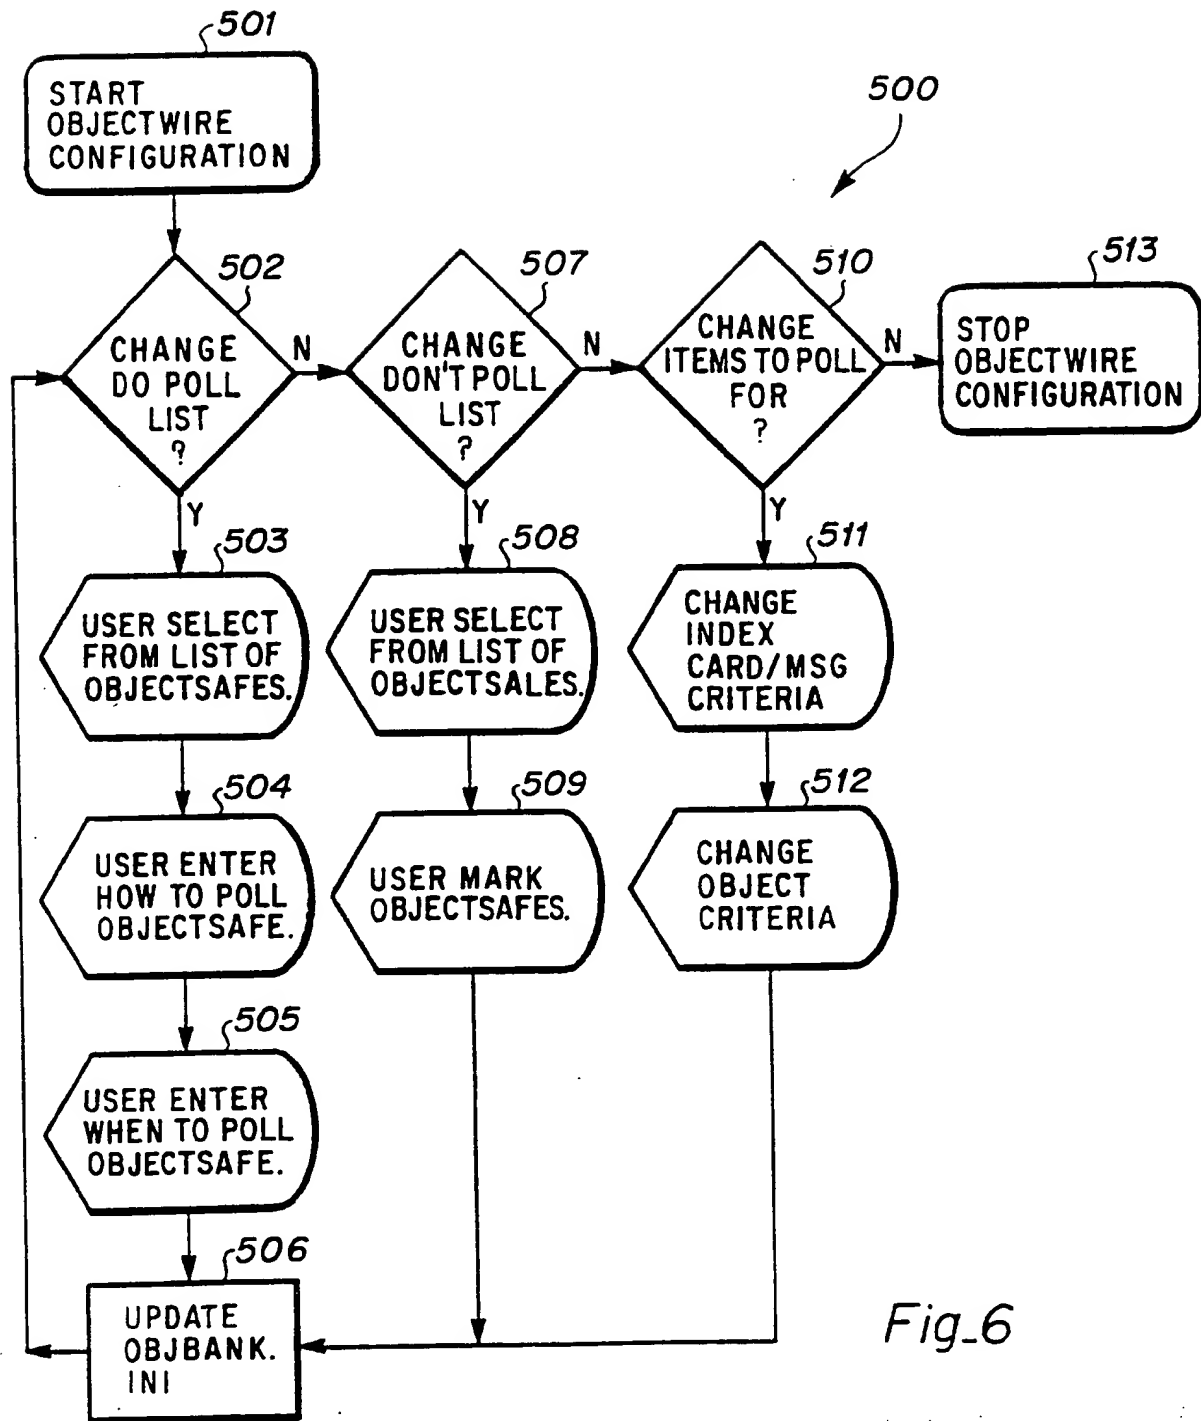 501
START
OBJECTWIRE
CONFIGURATION
500
502
CHANGE
DO POLL
LIST
?
N
Y
507
CHANGE
DON'T POLL
LIST
?
N
Y
510
CHANGE
ITEMS TO POLL
FOR
?
N
Y
513
STOP
OBJECTWIRE
CONFIGURATION
503
USER SELECT
FROM LIST OF
OBJECTSAFES.
508
USER SELECT
FROM LIST OF
OBJECTSALES.
511
CHANGE
INDEX
CARD/MSG
CRITERIA
504
USER ENTER
HOW TO POLL
OBJECTSAFE.
509
USER MARK
OBJECTSAFES.
512
CHANGE
OBJECT
CRITERIA
505
USER ENTER
WHEN TO POLL
OBJECTSAFE.
506
UPDATE
OBJBANK.
INI
Fig_6